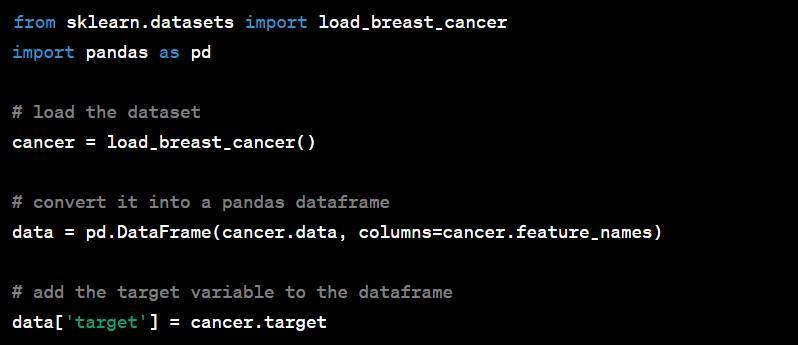 from sklearn.datasets import load_breast_cancer
import pandas as pd
# load the dataset
cancer = load_breast_cancer()
# convert it into a pandas dataframe
data = pd.DataFrame(cancer.data, columns=cancer.feature_names)
# add the target variable to the dataframe
data['target'] = cancer.target